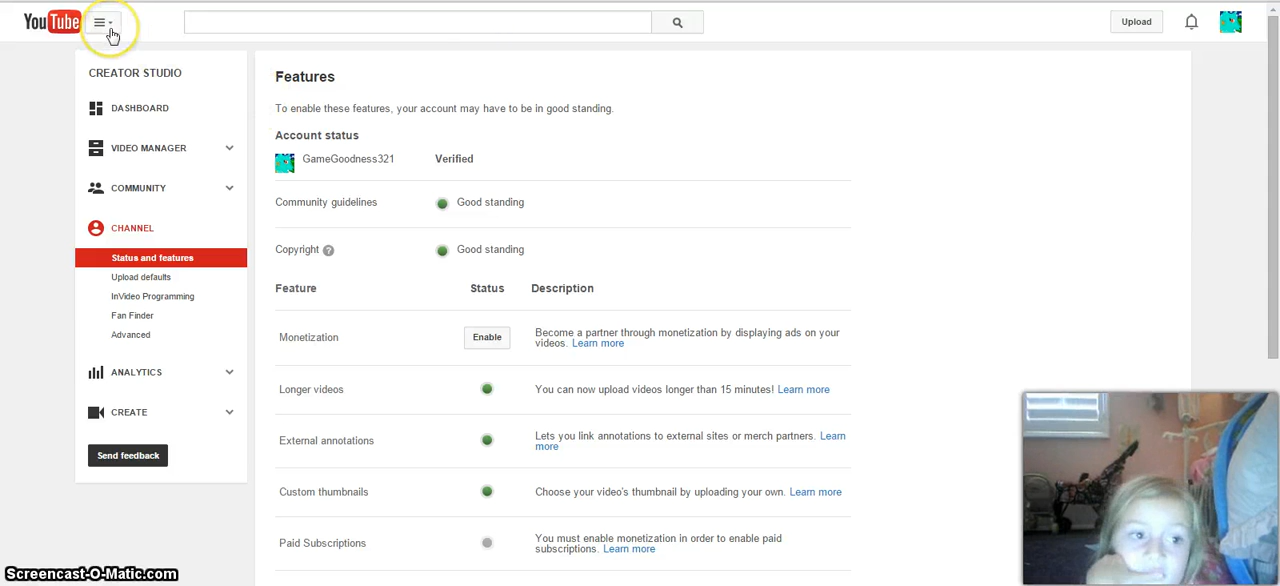 YouTube
Upload
CREATOR STUDIO
DASHBOARD
VIDEO MANAGER
COMMUNITY
CHANNEL
Status and features
Upload defaults
InVideo Programming
Fan Finder
Advanced
ANALYTICS
CREATE
Send feedback
Features
To enable these features, your account may have to be in good standing.
Account status
GameGoodness321 Verified
Community guidelines Good standing
Copyright ? Good standing
Feature Status Description
Monetization Enable Become a partner through monetization by displaying ads on your
videos. Learn more
Longer videos You can now upload videos longer than 15 minutes! Learn more
External annotations Lets you link annotations to external sites or merch partners. Learn
more
Custom thumbnails Choose your video's thumbnail by uploading your own. Learn more
Paid Subscriptions You must enable monetization in order to enable paid
subscriptions. Learn more
Screencast-O-Matic.com